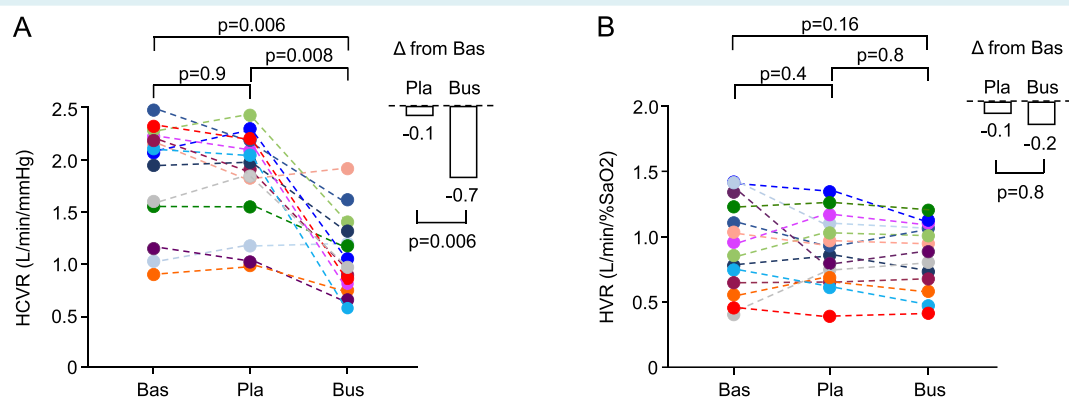 A
p=0.006
p=0.9
p=0.008
Δ from Bas
Pla Bus
-0.1
-0.7
p=0.006
HCVR (L/min/mmHg)
2.5
2.0
1.5
1.0
0.5
0
Bas Pla Bus
B
p=0.16
p=0.4
p=0.8
Δ from Bas
Pla Bus
-0.1
-0.2
p=0.8
HVR (L/min/%SaO2)
2.0
1.5
1.0
0.5
0
Bas Pla Bus